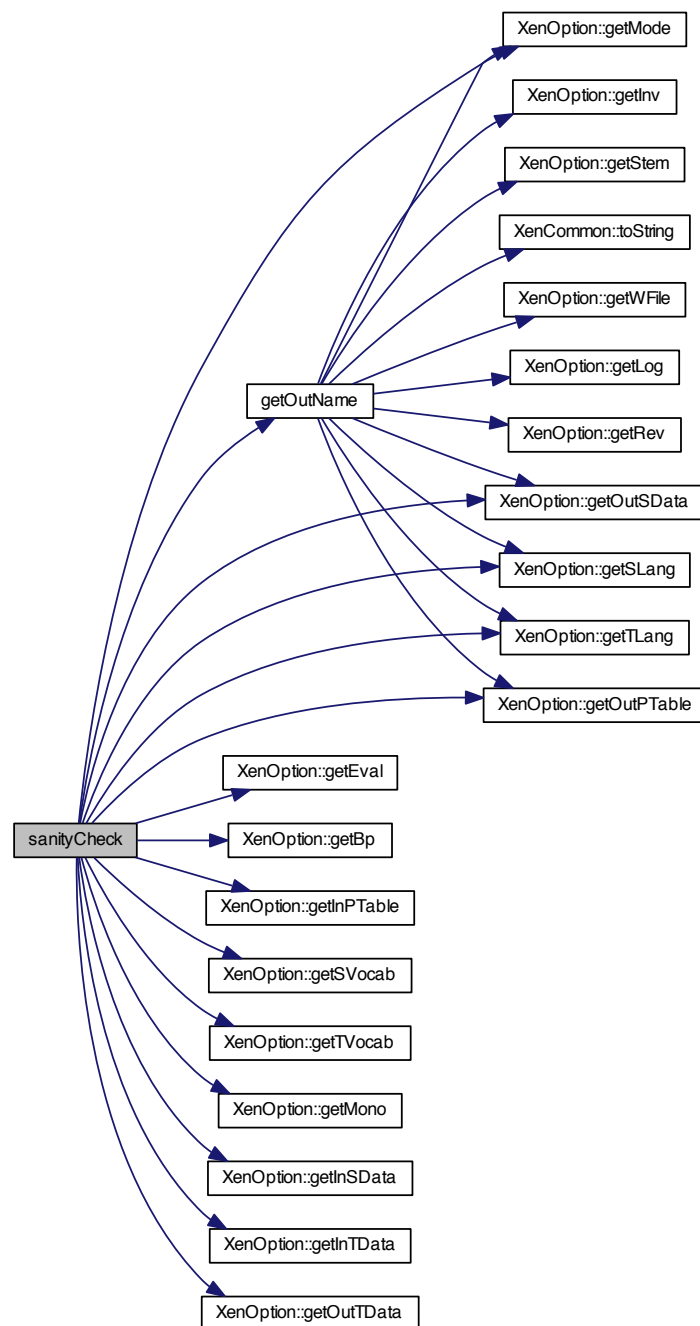 XenOption::getMode
XenOption::getInv
XenOption::getStem
XenCommon::toString
XenOption::getWFile
XenOption::getLog
getOutName
XenOption::getRev
XenOption::getOutSData
XenOption::getSLang
XenOption::getTLang
XenOption::getOutPTable
XenOption::getEval
sanityCheck
XenOption::getBp
XenOption::getInPTable
XenOption::getSVocab
XenOption::getTVocab
XenOption::getMono
XenOption::getInSData
XenOption::getInTData
XenOption::getOutTData